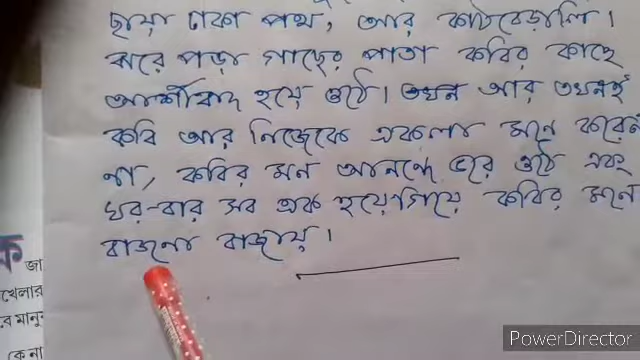 ছায়া ঢাকা পথ, আর কাঠবেড়ালি।
ঝরে পড়া গাছের পাতা কবির কাছে
আশীর্বাদ হয়ে ওঠে। তখন আর তখনই
কবি আর নিজেকে একলা মনে করেন
না, কবির মন আনন্দে ভরে ওঠে এবং
ঘর-বার সব এক হয়ে গিয়ে কবির মনে
বাজনা বাজায়।
ক
জা
খেলার
র মানু
কে না
PowerDirector